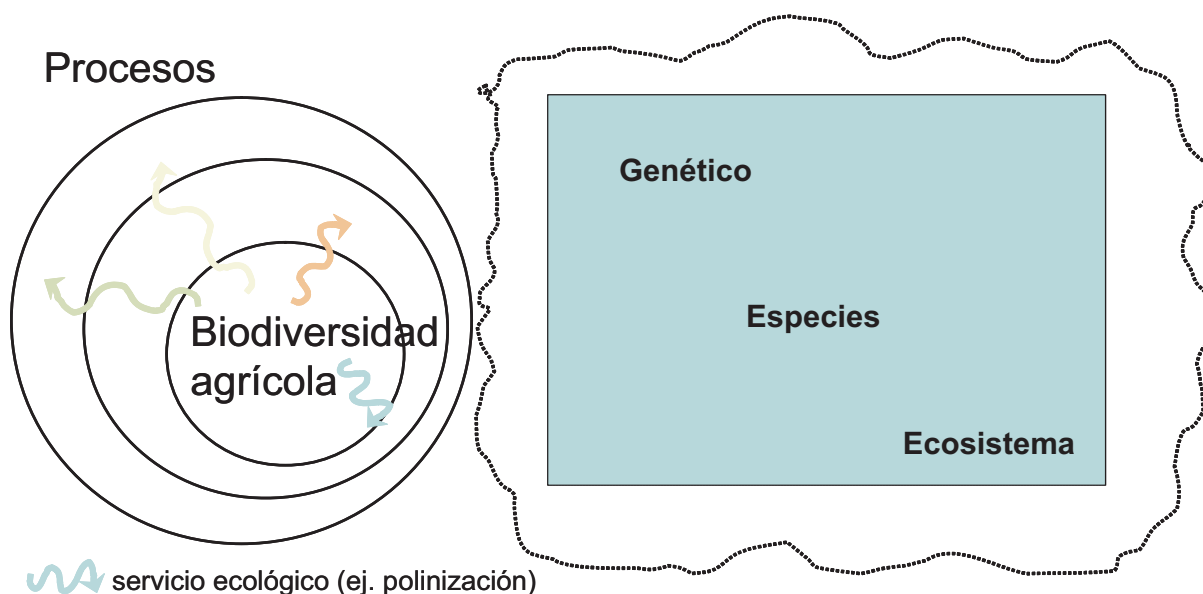 Procesos
Biodiversidad
agrícola
servicio ecológico (ej. polinización)
Genético
Especies
Ecosistema